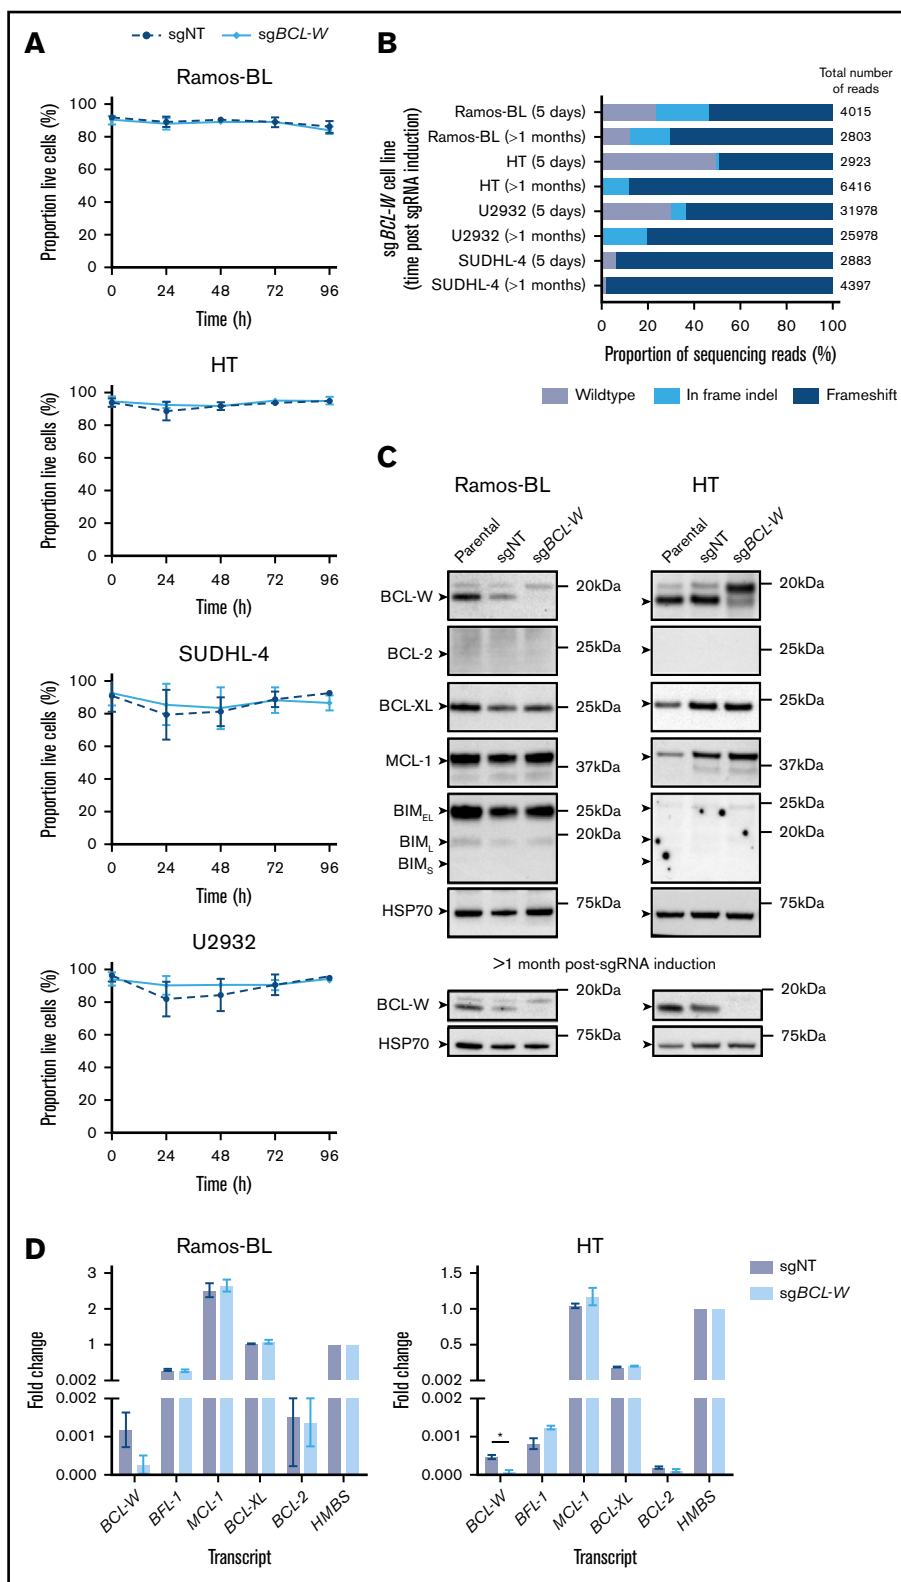 A
sgNT
sgBCL-W
Ramos-BL
Proportion live cells (%)
100
80
60
40
20
0
0 24 48 72 96
Time (h)
HT
Proportion live cells (%)
100
80
60
40
20
0
0 24 48 72 96
Time (h)
SUDHL-4
Proportion live cells (%)
100
80
60
40
20
0
0 24 48 72 96
Time (h)
U2932
Proportion live cells (%)
100
80
60
40
20
0
0 24 48 72 96
Time (h)
B
Total number
of reads
sgBCL-W cell line
(time post sgRNA induction)
Ramos-BL (5 days) 4015
Ramos-BL (>1 months) 2803
HT (5 days) 2923
HT (>1 months) 6416
U2932 (5 days) 31978
U2932 (>1 months) 25978
SUDHL-4 (5 days) 2883
SUDHL-4 (>1 months) 4397
0 20 40 60 80 100
Proportion of sequencing reads (%)
Wildtype In frame indel Frameshift
C
Ramos-BL HT
Parental sgNT sgBCL-W Parental sgNT sgBCL-W
BCL-W 20kDa 20kDa
BCL-2 25kDa 25kDa
BCL-XL 25kDa 25kDa
MCL-1 37kDa 37kDa
BIMEL 25kDa 25kDa
20kDa 20kDa
BIML
BIMS
HSP70 75kDa 75kDa
>1 month post-sgRNA induction
BCL-W 20kDa 20kDa
HSP70 75kDa 75kDa
D
Ramos-BL
Fold change
3
2
1
0.002
0.002
0.001
0.000
BCL-W BFL-1 MCL-1 BCL-XL BCL-2 HMBS
Transcript
HT
Fold change
1.5
1.0
0.5
0.002
0.002
0.001
0.000
*
BCL-W BFL-1 MCL-1 BCL-XL BCL-2 HMBS
Transcript
sgNT
sgBCL-W